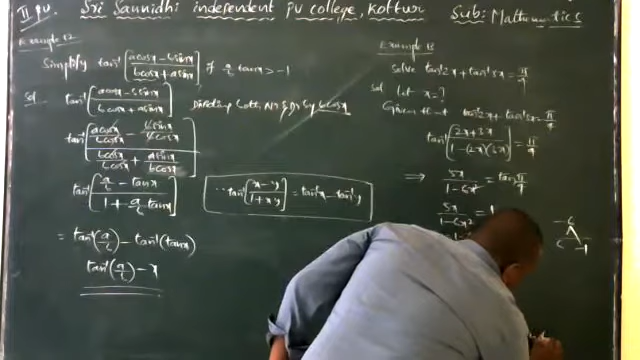 II PU. Sri Sannidhi independent PU college, Kottur Sub: Mathematics
Example 12
Simplify tan⁻¹[acosx − bsinx / bcosx + asinx] if a/b tanx > −1
sol tan⁻¹[acosx − bsinx / bcosx + asinx] Dividing both Nr & Dr by bcosx
tan⁻¹[acosx/bcosx − bsinx/bcosx / bcosx/bcosx + asinx/bcosx]
tan⁻¹[a/b − tanx / 1 + a/b tanx]
∵ tan⁻¹[x − y / 1 + xy] = tan⁻¹x − tan⁻¹y
= tan⁻¹(a/b) − tan⁻¹(tanx)
tan⁻¹(a/b) − x
Example 13
solve tan⁻¹2x + tan⁻¹3x = π/4
sol let x = ?
Given that tan⁻¹2x + tan⁻¹3x = π/4
tan⁻¹[2x + 3x / 1 − (2x)(3x)] = π/4
⇒ 5x / 1 − 6x² = tan π/4
5x / 1 − 6x² = 1
−6